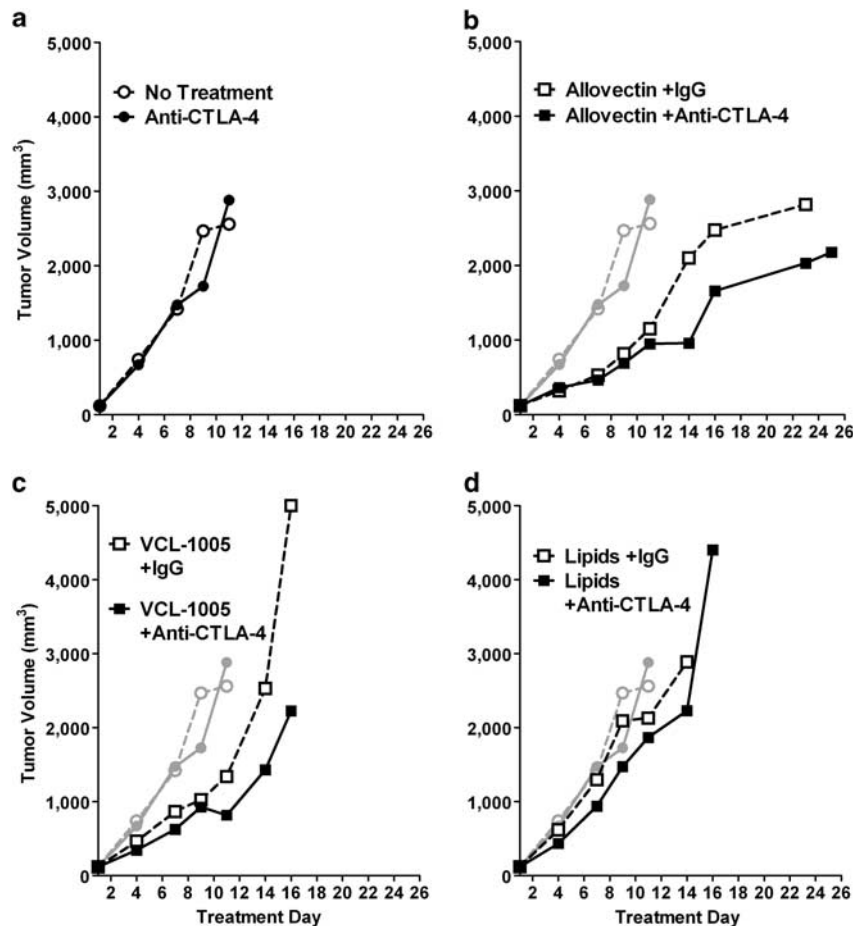 a
5,000
4,000
3,000
2,000
1,000
0
Tumor Volume (mm³)
No Treatment
Anti-CTLA-4
2 4 6 8 10 12 14 16 18 20 22 24 26
b
5,000
4,000
3,000
2,000
1,000
0
Allovectin +IgG
Allovectin +Anti-CTLA-4
2 4 6 8 10 12 14 16 18 20 22 24 26
c
5,000
4,000
3,000
2,000
1,000
0
Tumor Volume (mm³)
VCL-1005
+IgG
VCL-1005
+Anti-CTLA-4
2 4 6 8 10 12 14 16 18 20 22 24 26
Treatment Day
d
5,000
4,000
3,000
2,000
1,000
0
Lipids +IgG
Lipids
+Anti-CTLA-4
2 4 6 8 10 12 14 16 18 20 22 24 26
Treatment Day